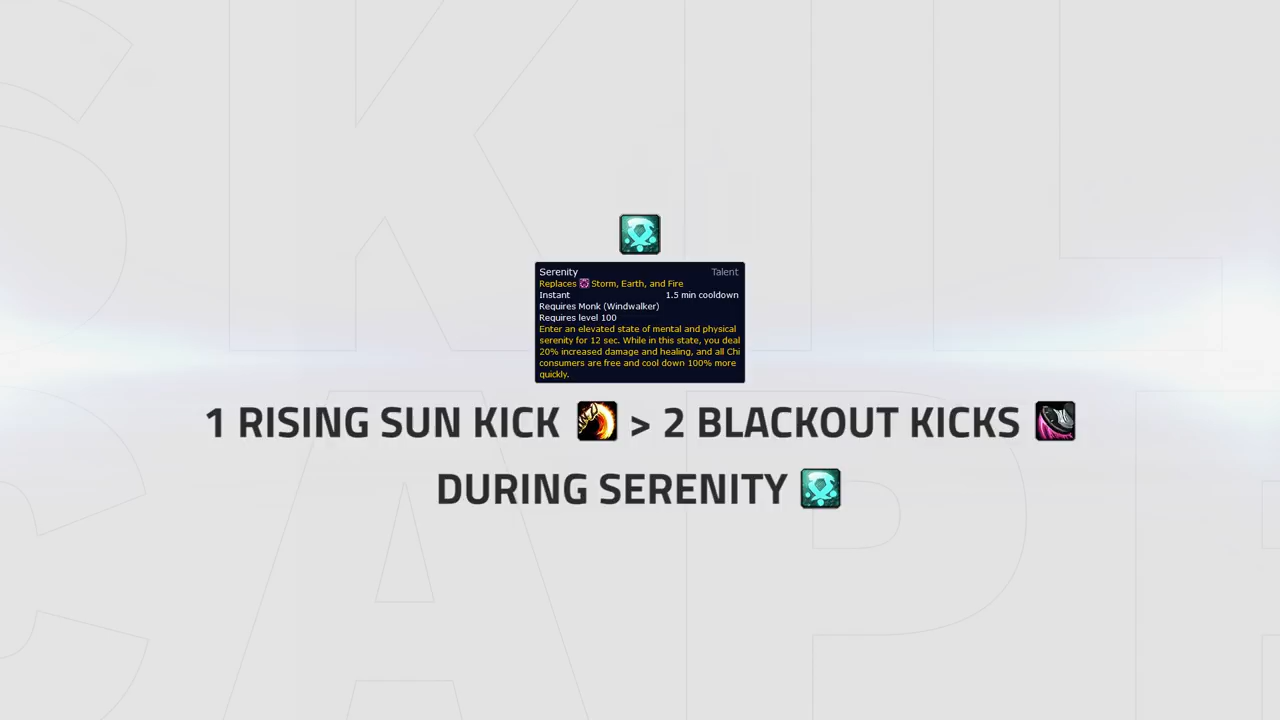 Serenity Talent
Replaces Storm, Earth, and Fire
Instant 1.5 min cooldown
Requires Monk (Windwalker)
Requires level 100
Enter an elevated state of mental and physical
serenity for 12 sec. While in this state, you deal
20% increased damage and healing, and all Chi
consumers are free and cool down 100% more
quickly.
1 RISING SUN KICK > 2 BLACKOUT KICKS
DURING SERENITY